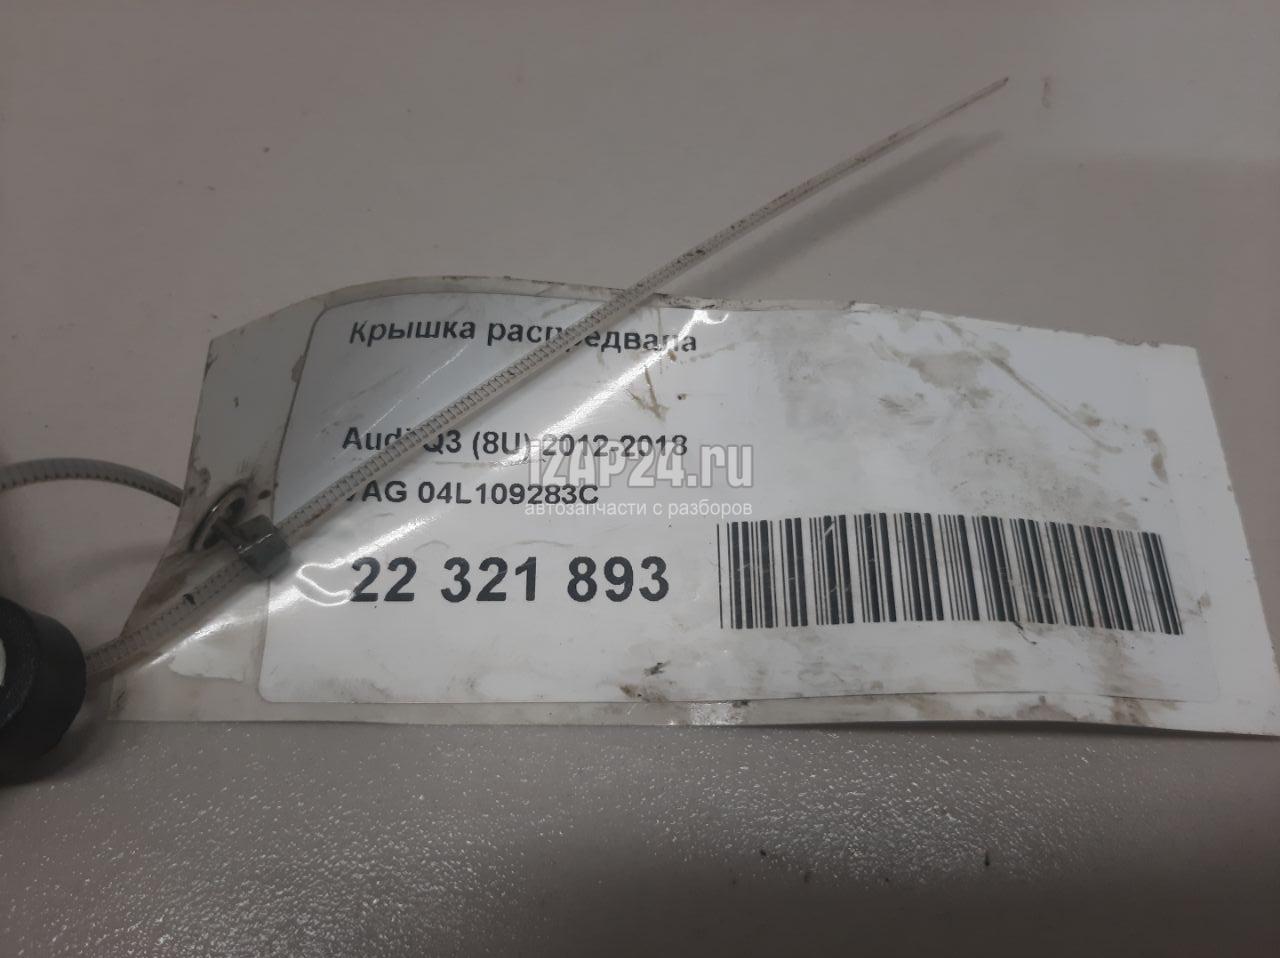 Крышка распредвала
Audi Q3 (8U) 2012-2018
VAG 04L109283C
22 321 893
iZAP24.ru
автозапчасти с разборов